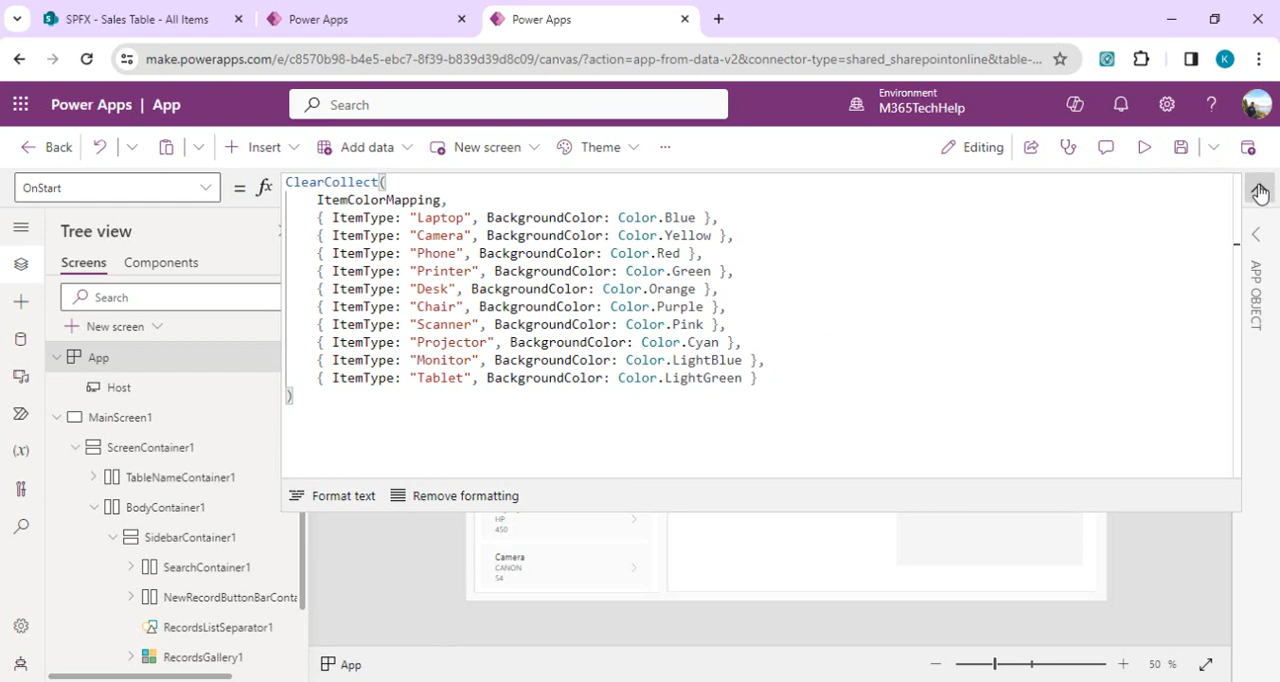 SPFX - Sales Table - All Items
Power Apps
Power Apps
make.powerapps.com/e/c8570b98-b4e5-ebc7-8f39-b839d39d8c09/canvas/?action=app-from-data-v2&connector-type=shared_sharepointonline&table-...
K
Power Apps | App
Search
Environment
M365TechHelp
Back
Insert
Add data
New screen
Theme
...
Editing
OnStart
= fx
ClearCollect(
ItemColorMapping,
{ ItemType: "Laptop", BackgroundColor: Color.Blue },
{ ItemType: "Camera", BackgroundColor: Color.Yellow },
{ ItemType: "Phone", BackgroundColor: Color.Red },
{ ItemType: "Printer", BackgroundColor: Color.Green },
{ ItemType: "Desk", BackgroundColor: Color.Orange },
{ ItemType: "Chair", BackgroundColor: Color.Purple },
{ ItemType: "Scanner", BackgroundColor: Color.Pink },
{ ItemType: "Projector", BackgroundColor: Color.Cyan },
{ ItemType: "Monitor", BackgroundColor: Color.LightBlue },
{ ItemType: "Tablet", BackgroundColor: Color.LightGreen }
)
Format text
Remove formatting
Tree view
Screens
Components
Search
New screen
App
Host
MainScreen1
ScreenContainer1
TableNameContainer1
BodyContainer1
SidebarContainer1
SearchContainer1
NewRecordButtonBarConta
RecordsListSeparator1
RecordsGallery1
(x)
HP
450
Camera
CANON
S4
APP OBJECT
App
50 %